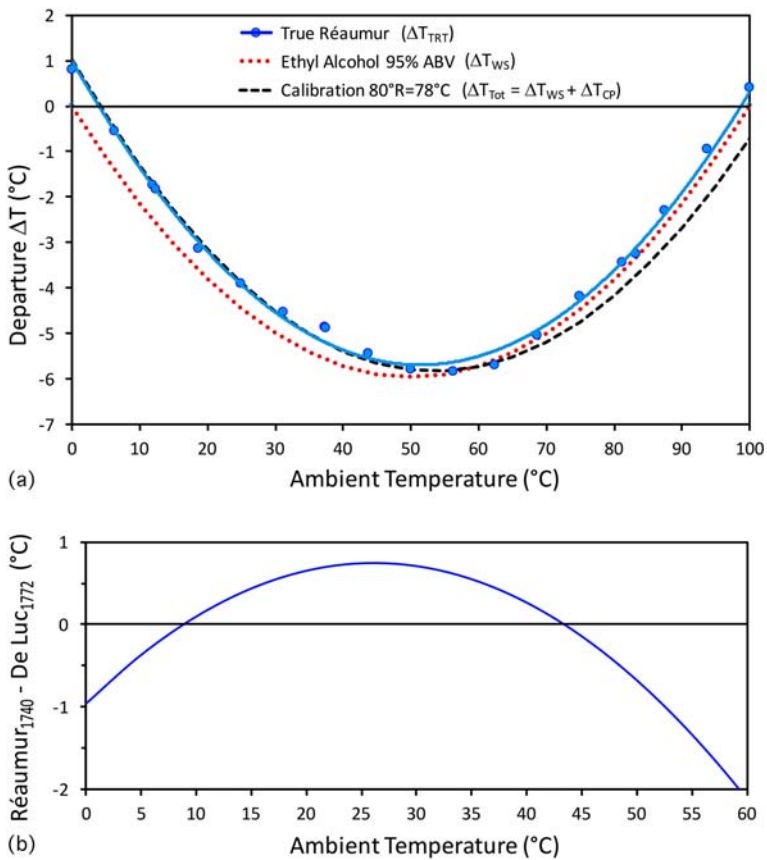 2
1
0
-1
-2
-3
-4
-5
-6
-7
Departure ΔT (°C)
True Réaumur (ΔT_TRT)
Ethyl Alcohol 95% ABV (ΔT_WS)
Calibration 80°R=78°C (ΔT_Tot = ΔT_WS + ΔT_CP)
0 10 20 30 40 50 60 70 80 90 100
(a) Ambient Temperature (°C)
1
0
-1
-2
Réaumur_1740 - De Luc_1772 (°C)
0 5 10 15 20 25 30 35 40 45 50 55 60
(b) Ambient Temperature (°C)